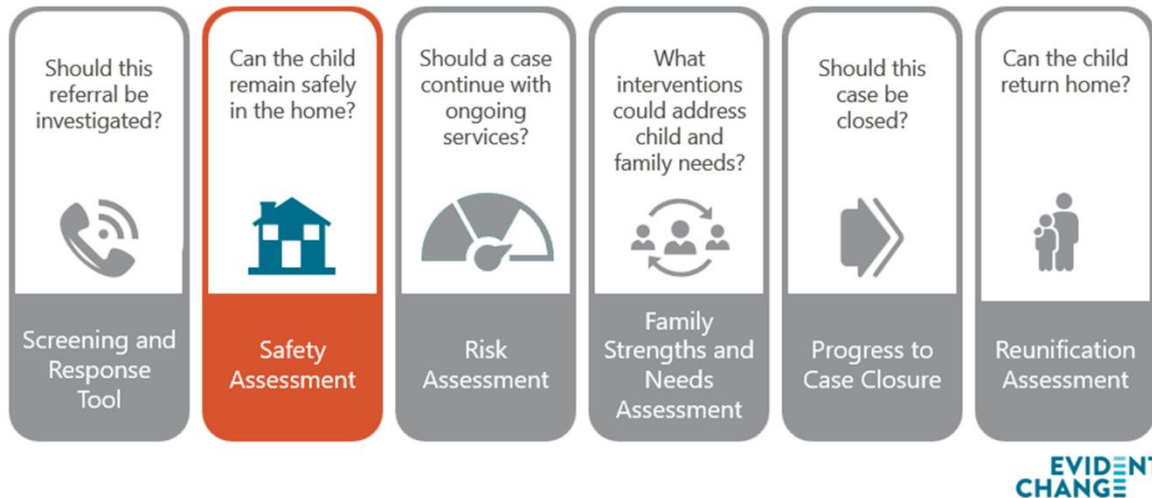 Should this
referral be
investigated?
Screening and
Response
Tool
Can the child
remain safely
in the home?
Safety
Assessment
Should a case
continue with
ongoing
services?
Risk
Assessment
What
interventions
could address
child and
family needs?
Family
Strengths and
Needs
Assessment
Should this
case be
closed?
Progress to
Case Closure
Can the child
return home?
Reunification
Assessment
EVIDENT
CHANGE